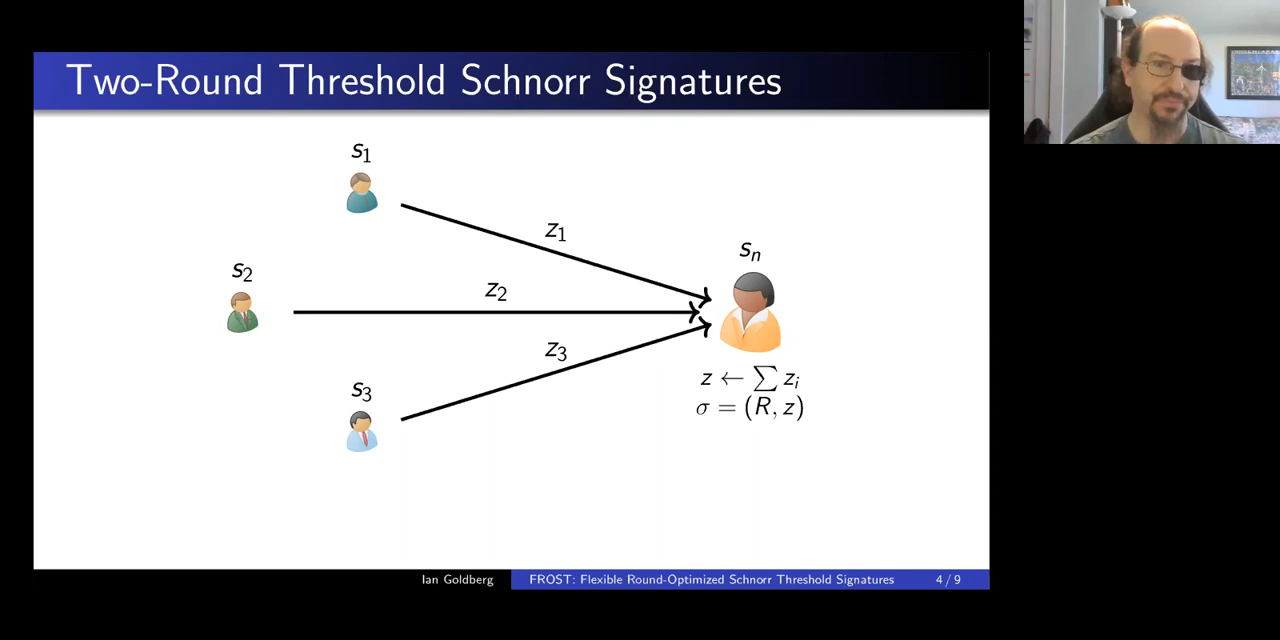 Two-Round Threshold Schnorr Signatures
s₁
z₁
sₙ
s₂
z₂
z₃
s₃
z ← ∑ zᵢ
σ = (R, z)
Ian Goldberg
FROST: Flexible Round-Optimized Schnorr Threshold Signatures
4 / 9